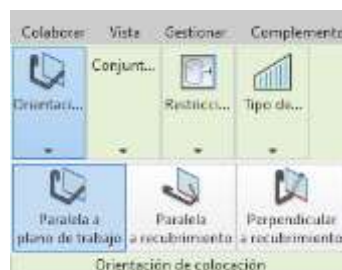 Colaborar Vista Gestionar Complemento
Orientaci... Conjunt... Restricci... Tipo de...
Paralela a Paralela Perpendicular
plano de trabajo a recubrimiento a recubrimiento
Orientación de colocación